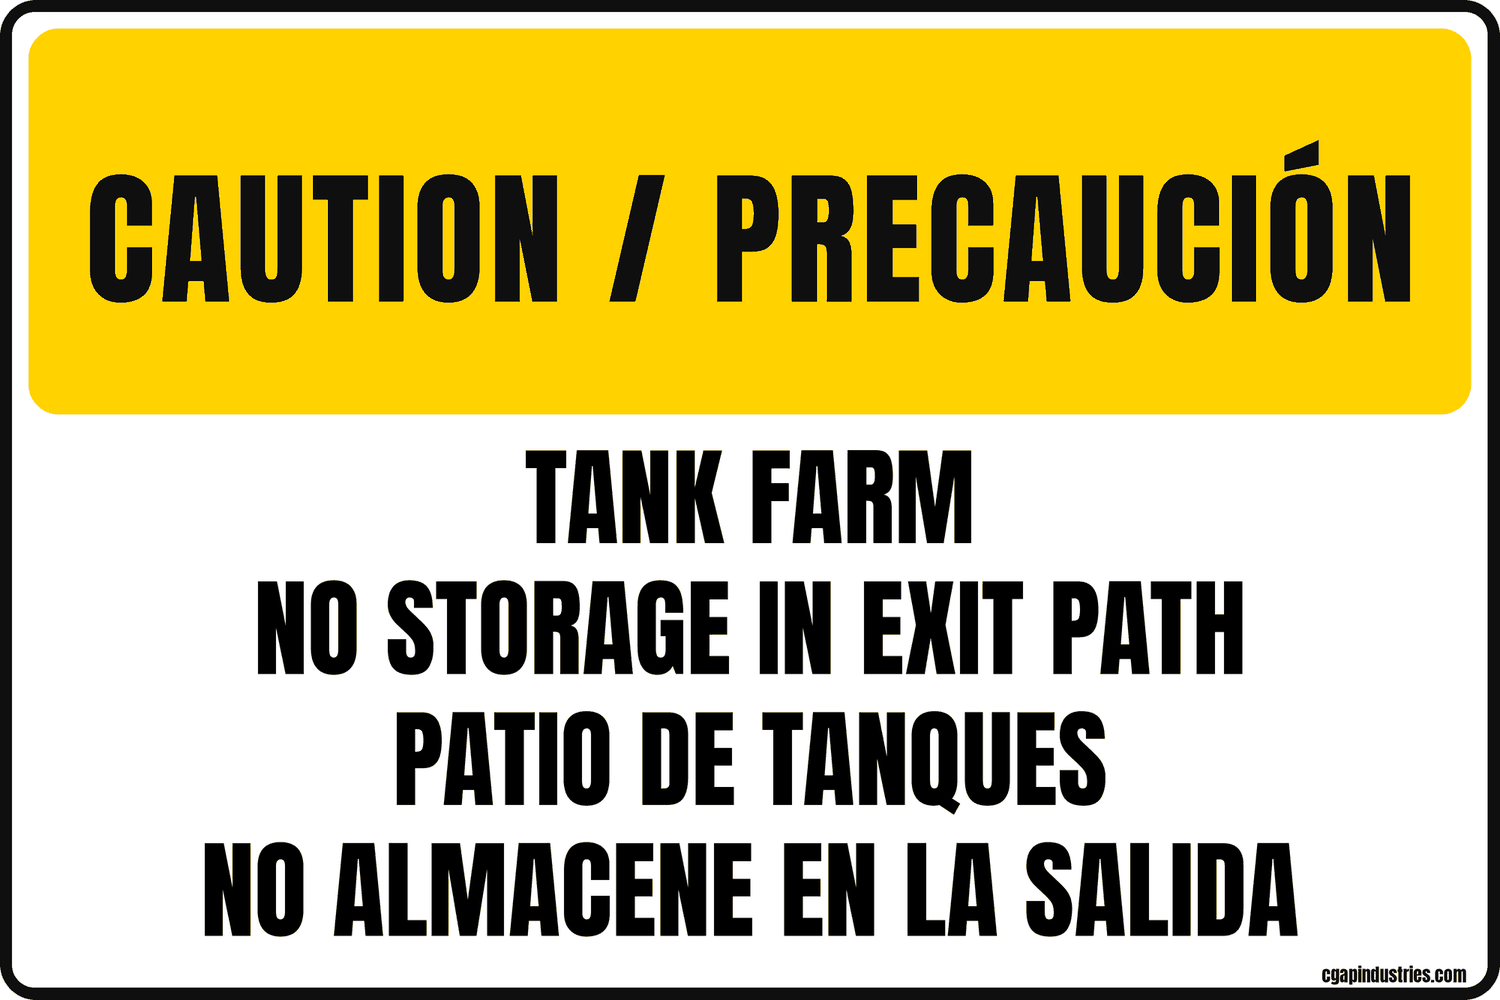 CAUTION / PRECAUCIÓN
TANK FARM
NO STORAGE IN EXIT PATH
PATIO DE TANQUES
NO ALMACENE EN LA SALIDA
cgapindustries.com